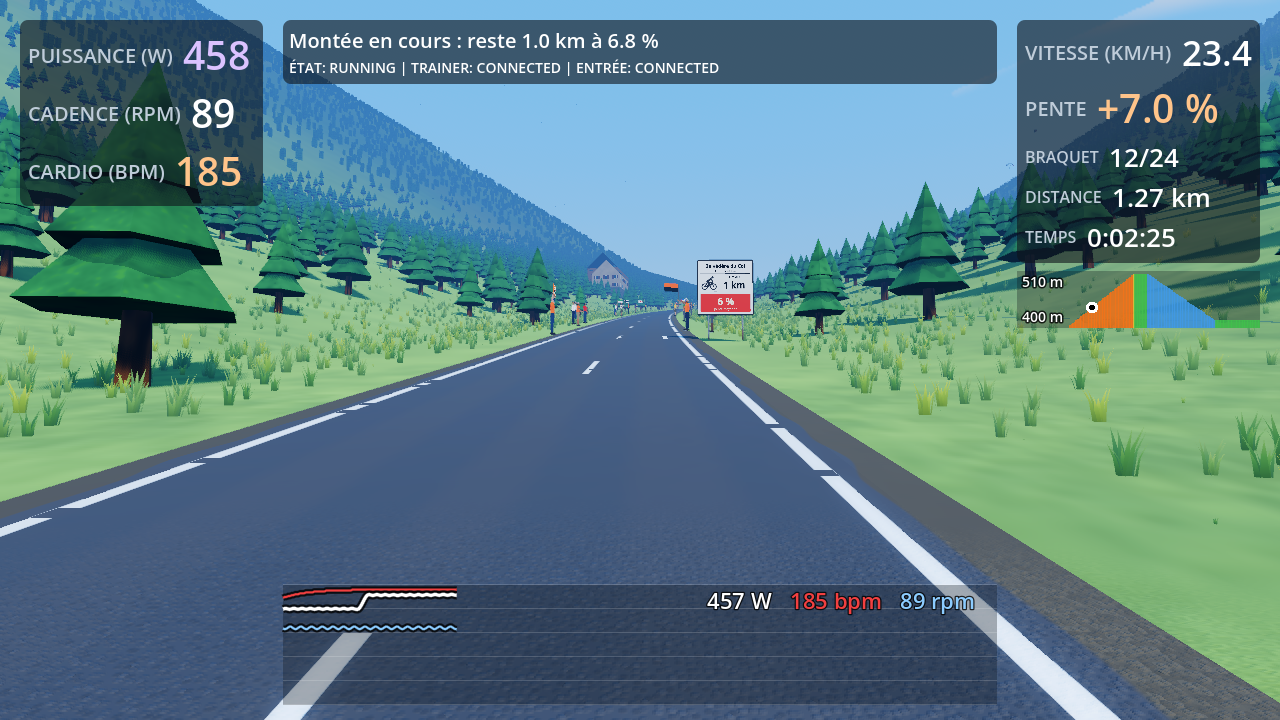 PUISSANCE (W) 458
CADENCE (RPM) 89
CARDIO (BPM) 185
Montée en cours : reste 1.0 km à 6.8 %
ÉTAT: RUNNING | TRAINER: CONNECTED | ENTRÉE: CONNECTED
VITESSE (KM/H) 23.4
PENTE +7.0 %
BRAQUET 12/24
DISTANCE 1.27 km
TEMPS 0:02:25
510 m
400 m
1 km
6 %
457 W 185 bpm 89 rpm